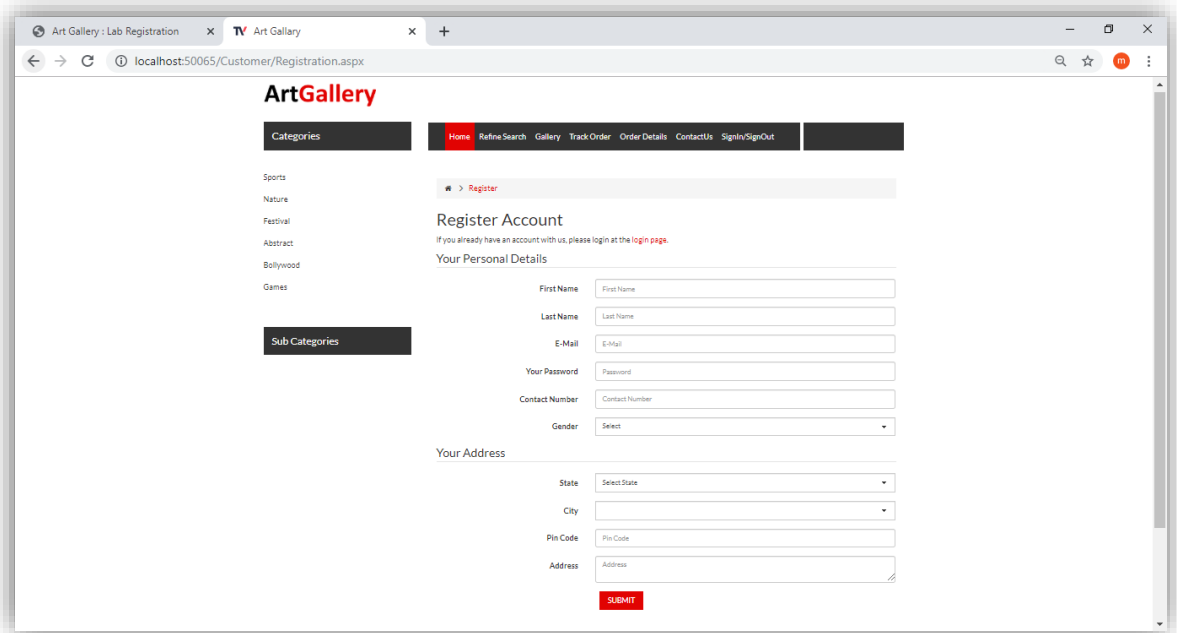 Art Gallery : Lab Registration
Art Gallary
localhost:50065/Customer/Registration.aspx
m
ArtGallery
Categories
Home Refine Search Gallery Track Order Order Details ContactUs SignIn/SignOut
Sports
Nature
Festival
Abstract
Bollywood
Games
Sub Categories
> Register
Register Account
If you already have an account with us, please login at the login page.
Your Personal Details
First Name First Name
Last Name Last Name
E-Mail E-Mail
Your Password Password
Contact Number Contact Number
Gender Select
Your Address
State Select State
City
Pin Code Pin Code
Address Address
SUBMIT